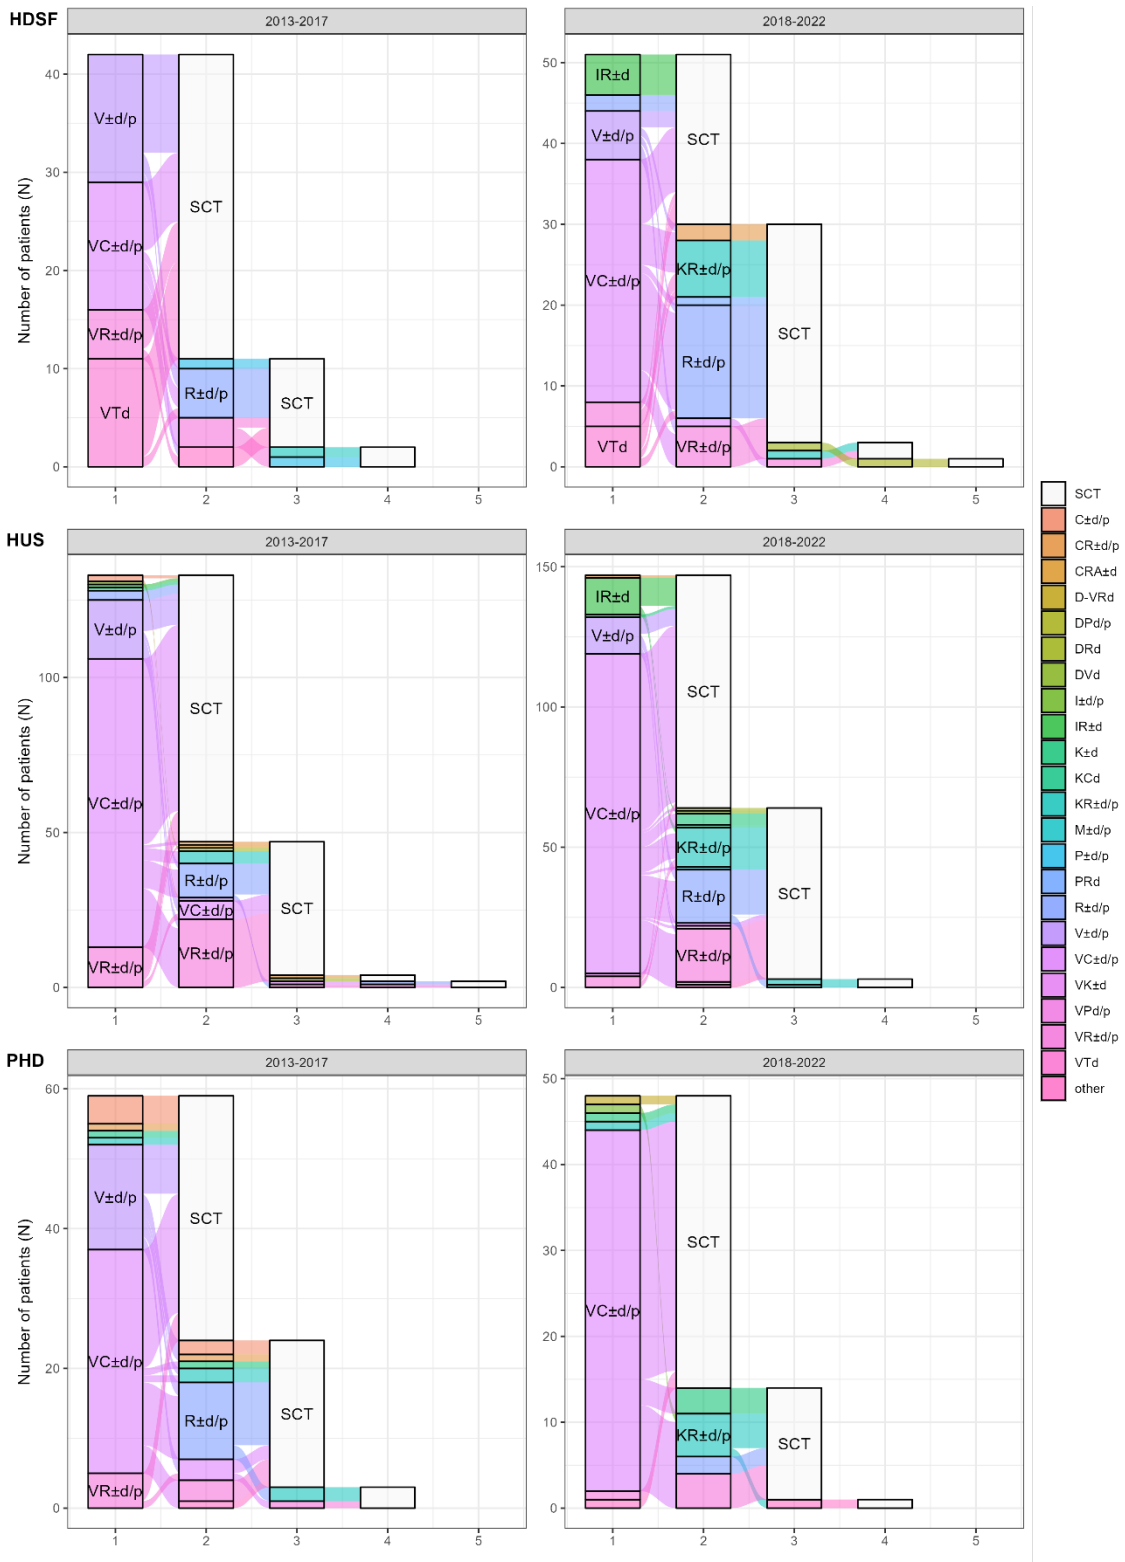 HDSF
2013-2017
2018-2022
Number of patients (N)
40
30
20
10
0
V±d/p
VC±d/p
VR±d/p
VTd
SCT
R±d/p
SCT
1 2 3 4 5
50
40
30
20
10
0
IR±d
V±d/p
VC±d/p
VTd
SCT
KR±d/p
R±d/p
VR±d/p
SCT
1 2 3 4 5
HUS
2013-2017
2018-2022
Number of patients (N)
100
50
0
V±d/p
VC±d/p
VR±d/p
SCT
R±d/p
VC±d/p
VR±d/p
SCT
1 2 3 4 5
150
100
50
0
IR±d
V±d/p
VC±d/p
SCT
KR±d/p
R±d/p
VR±d/p
SCT
1 2 3 4 5
PHD
2013-2017
2018-2022
Number of patients (N)
60
40
20
0
V±d/p
VC±d/p
VR±d/p
SCT
R±d/p
SCT
1 2 3 4 5
50
40
30
20
10
0
VC±d/p
SCT
KR±d/p
SCT
1 2 3 4 5
SCT
C±d/p
CR±d/p
CRA±d
D-VRd
DPd/p
DRd
DVd
I±d/p
IR±d
K±d
KCd
KR±d/p
M±d/p
P±d/p
PRd
R±d/p
V±d/p
VC±d/p
VK±d
VPd/p
VR±d/p
VTd
other